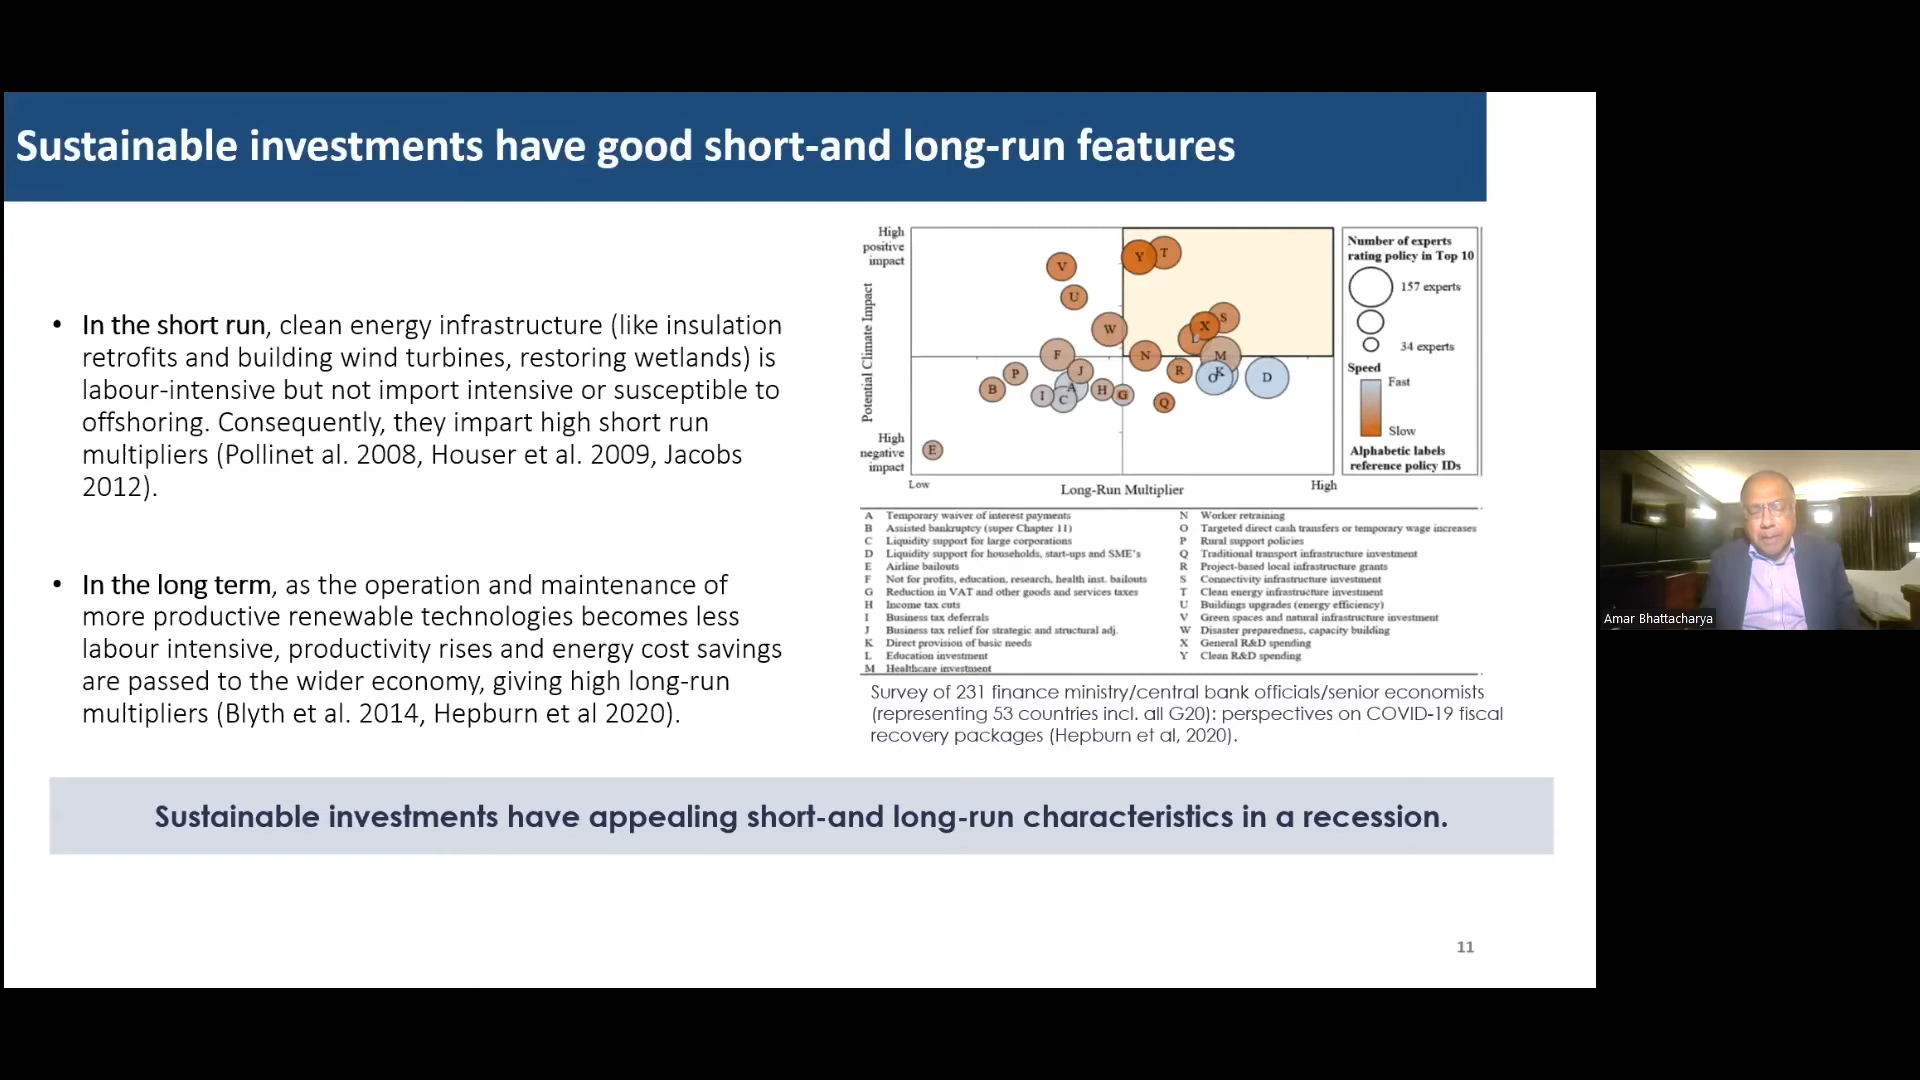 Sustainable investments have good short-and long-run features
• In the short run, clean energy infrastructure (like insulation
retrofits and building wind turbines, restoring wetlands) is
labour-intensive but not import intensive or susceptible to
offshoring. Consequently, they impart high short run
multipliers (Pollinet al. 2008, Houser et al. 2009, Jacobs
2012).
• In the long term, as the operation and maintenance of
more productive renewable technologies becomes less
labour intensive, productivity rises and energy cost savings
are passed to the wider economy, giving high long-run
multipliers (Blyth et al. 2014, Hepburn et al 2020).
High
positive
impact
Potential Climate Impact
High
negative
impact
Low
Long-Run Multiplier
High
V
U
Y
T
W
S
X
L
F
N
M
P
J
R
O
K
D
B
I
A
C
H
G
Q
E
Number of experts
rating policy in Top 10
157 experts
34 experts
Speed
Fast
Slow
Alphabetic labels
reference policy IDs
A Temporary waiver of interest payments
B Assisted bankruptcy (super Chapter 11)
C Liquidity support for large corporations
D Liquidity support for households, start-ups and SME's
E Airline bailouts
F Not for profits, education, research, health inst. bailouts
G Reduction in VAT and other goods and services taxes
H Income tax cuts
I Business tax deferrals
J Business tax relief for strategic and structural adj.
K Direct provision of basic needs
L Education investment
M Healthcare investment
N Worker retraining
O Targeted direct cash transfers or temporary wage increases
P Rural support policies
Q Traditional transport infrastructure investment
R Project-based local infrastructure grants
S Connectivity infrastructure investment
T Clean energy infrastructure investment
U Buildings upgrades (energy efficiency)
V Green spaces and natural infrastructure investment
W Disaster preparedness, capacity building
X General R&D spending
Y Clean R&D spending
Survey of 231 finance ministry/central bank officials/senior economists
(representing 53 countries incl. all G20): perspectives on COVID-19 fiscal
recovery packages (Hepburn et al, 2020).
Sustainable investments have appealing short-and long-run characteristics in a recession.
11
Amar Bhattacharya